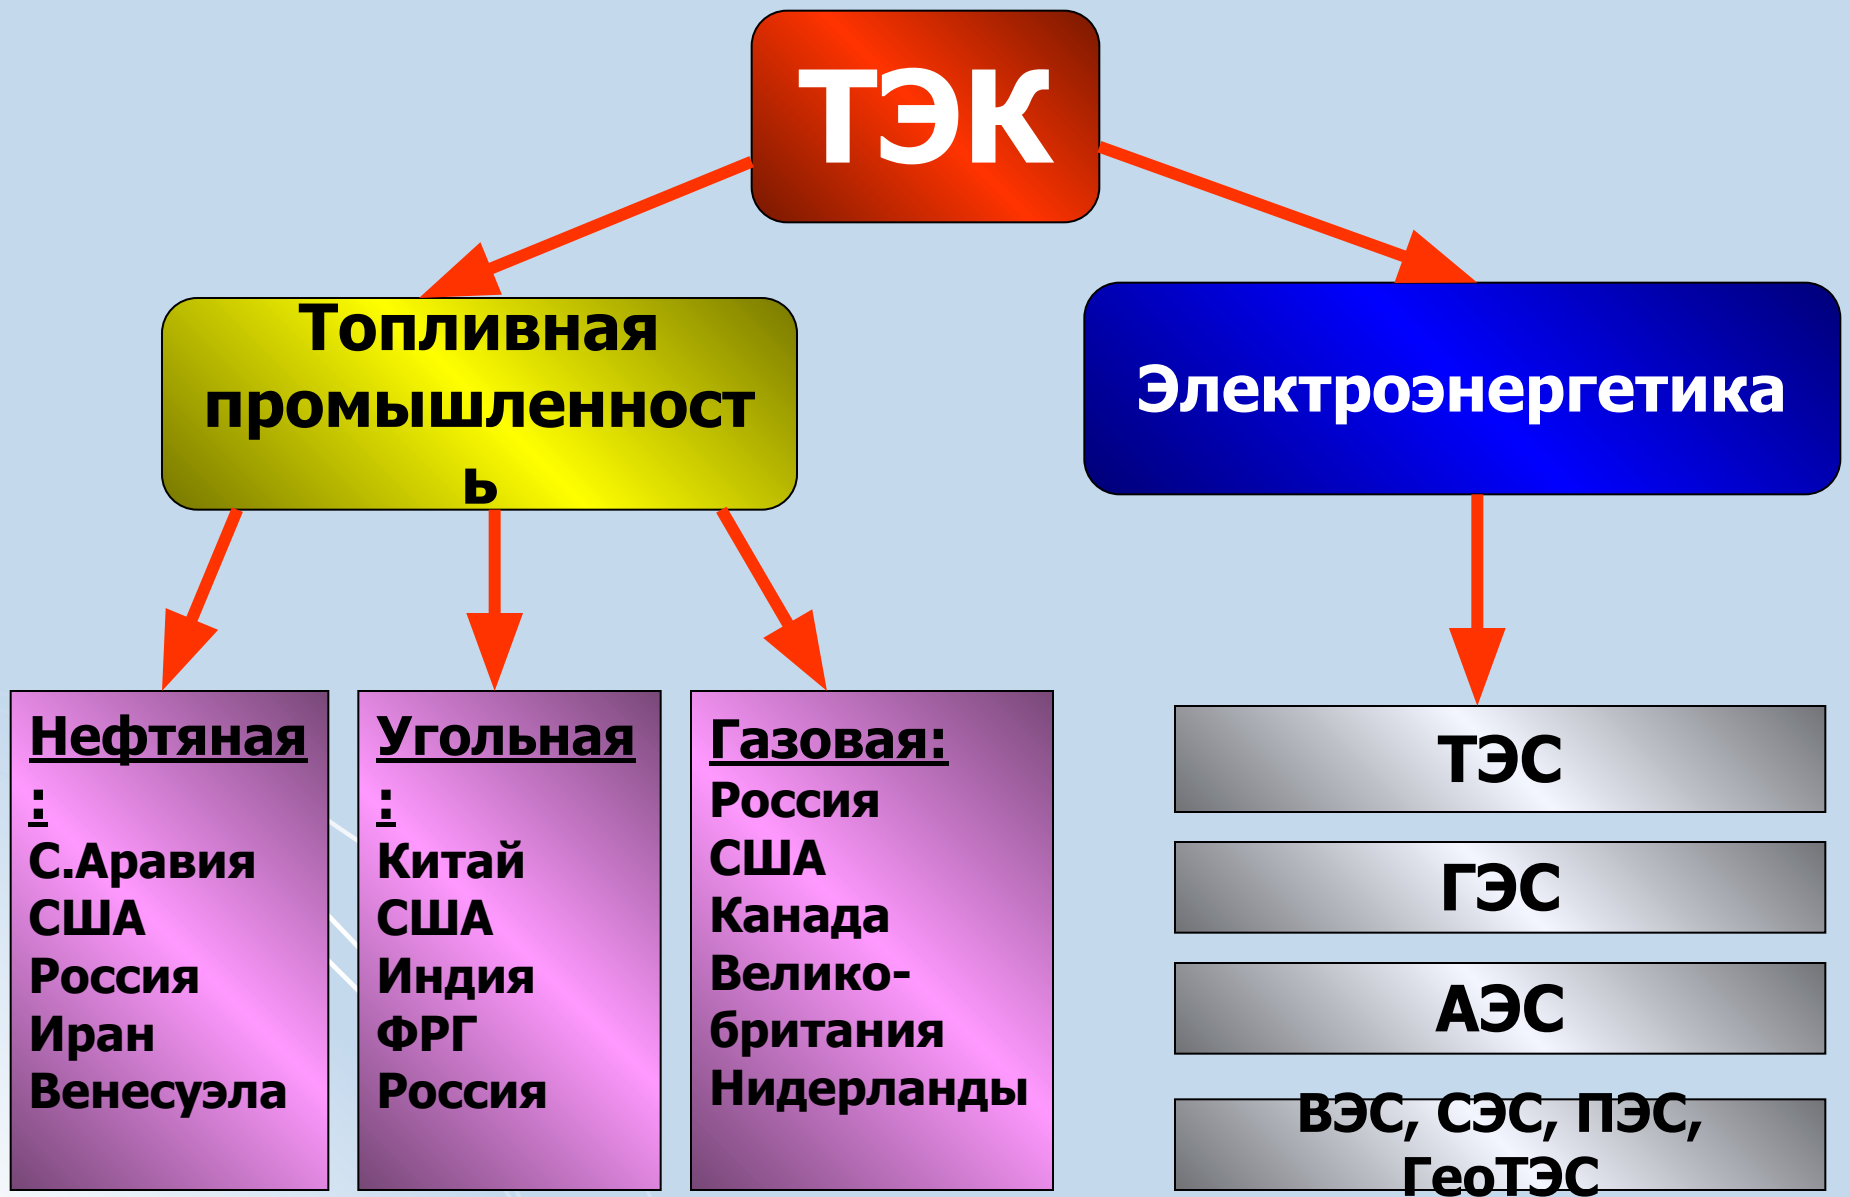 ТЭК
Топливная
промышленност
ь
Электроэнергетика
Нефтяная
:
С.Аравия
США
Россия
Иран
Венесуэла
Угольная
:
Китай
США
Индия
ФРГ
Россия
Газовая:
Россия
США
Канада
Велико-
британия
Нидерланды
ТЭС
ГЭС
АЭС
ВЭС, СЭС, ПЭС,
ГеоТЭС